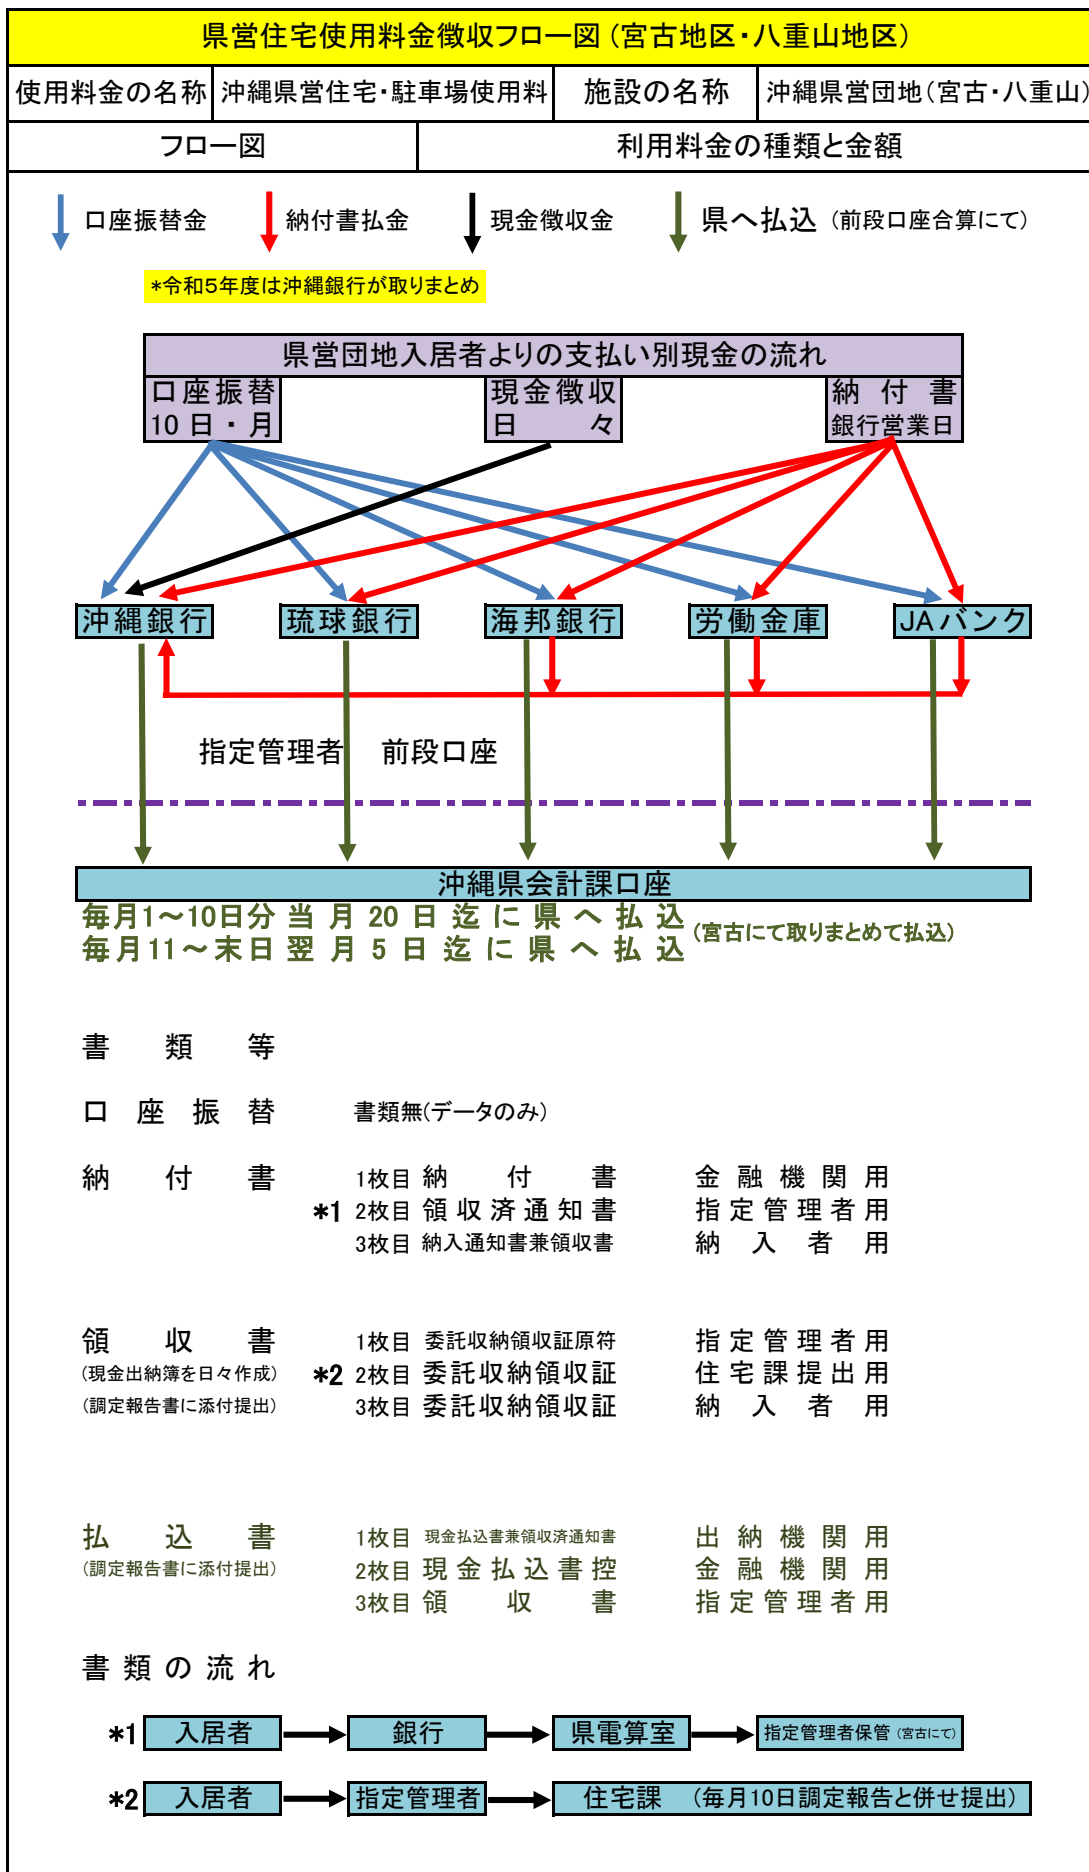 県営住宅使用料金徴収フロー図(宮古地区・八重山地区)
使用料金の名称 沖縄県営住宅・駐車場使用料 施設の名称 沖縄県営団地(宮古・八重山)
フロー図 利用料金の種類と金額
口座振替金 納付書払金 現金徴収金 県へ払込 (前段口座合算にて)
*令和5年度は沖縄銀行が取りまとめ
県営団地入居者よりの支払い別現金の流れ
口座振替 現金徴収 納付書
10日・月 日々 銀行営業日
沖縄銀行 琉球銀行 海邦銀行 労働金庫 JAバンク
指定管理者 前段口座
沖縄県会計課口座
毎月1～10日分 当月20日迄に県へ払込
毎月11～末日 翌月5日迄に県へ払込
(宮古にて取りまとめて払込)
書類等
口座振替 書類無(データのみ)
納付書 1枚目 納付書 金融機関用
*1 2枚目 領収済通知書 指定管理者用
3枚目 納入通知書兼領収書 納入者用
領収書 1枚目 委託収納領収証原符 指定管理者用
(現金出納簿を日々作成) *2 2枚目 委託収納領収証 住宅課提出用
(調定報告書に添付提出) 3枚目 委託収納領収証 納入者用
払込書 1枚目 現金払込書兼領収済通知書 出納機関用
(調定報告書に添付提出) 2枚目 現金払込書控 金融機関用
3枚目 領収書 指定管理者用
書類の流れ
*1 入居者 銀行 県電算室 指定管理者保管 (宮古にて)
*2 入居者 指定管理者 住宅課 (毎月10日調定報告と併せ提出)